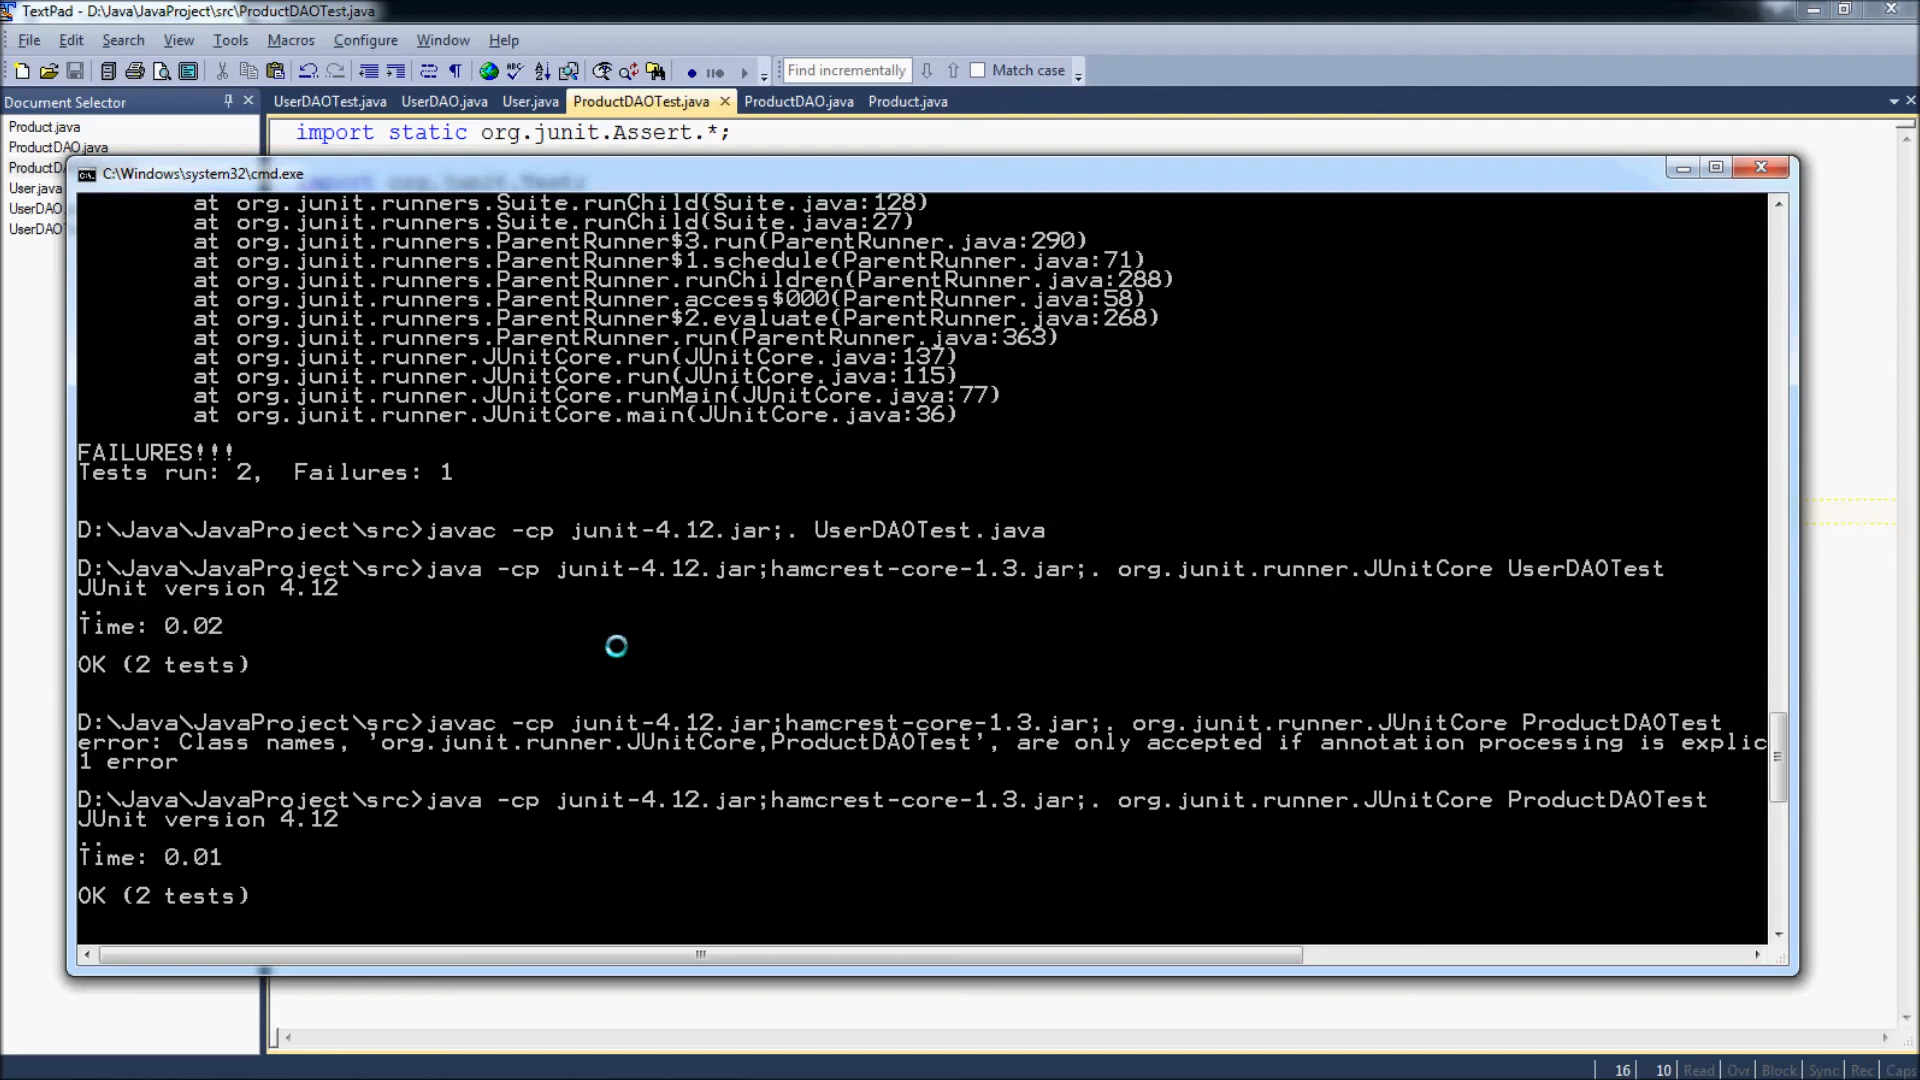 TextPad - D:\Java\JavaProject\src\ProductDAOTest.java
File Edit Search View Tools Macros Configure Window Help
Find incrementally Match case
Document Selector
UserDAOTest.java UserDAO.java User.java ProductDAOTest.java ProductDAO.java Product.java
Product.java
ProductDAO.java
ProductD
User.java
UserDAO
UserDAO
import static org.junit.Assert.*;
C:\Windows\system32\cmd.exe
at org.junit.runners.Suite.runChild(Suite.java:128)
at org.junit.runners.Suite.runChild(Suite.java:27)
at org.junit.runners.ParentRunner$3.run(ParentRunner.java:290)
at org.junit.runners.ParentRunner$1.schedule(ParentRunner.java:71)
at org.junit.runners.ParentRunner.runChildren(ParentRunner.java:288)
at org.junit.runners.ParentRunner.access$000(ParentRunner.java:58)
at org.junit.runners.ParentRunner$2.evaluate(ParentRunner.java:268)
at org.junit.runners.ParentRunner.run(ParentRunner.java:363)
at org.junit.runner.JUnitCore.run(JUnitCore.java:137)
at org.junit.runner.JUnitCore.run(JUnitCore.java:115)
at org.junit.runner.JUnitCore.runMain(JUnitCore.java:77)
at org.junit.runner.JUnitCore.main(JUnitCore.java:36)
FAILURES!!!
Tests run: 2,  Failures: 1
D:\Java\JavaProject\src>javac -cp junit-4.12.jar;. UserDAOTest.java
D:\Java\JavaProject\src>java -cp junit-4.12.jar;hamcrest-core-1.3.jar;. org.junit.runner.JUnitCore UserDAOTest
JUnit version 4.12
..
Time: 0.02
OK (2 tests)
D:\Java\JavaProject\src>javac -cp junit-4.12.jar;hamcrest-core-1.3.jar;. org.junit.runner.JUnitCore ProductDAOTest
error: Class names, 'org.junit.runner.JUnitCore,ProductDAOTest', are only accepted if annotation processing is explic
1 error
D:\Java\JavaProject\src>java -cp junit-4.12.jar;hamcrest-core-1.3.jar;. org.junit.runner.JUnitCore ProductDAOTest
JUnit version 4.12
..
Time: 0.01
OK (2 tests)
16 10 Read Ovr Block Sync Rec Caps